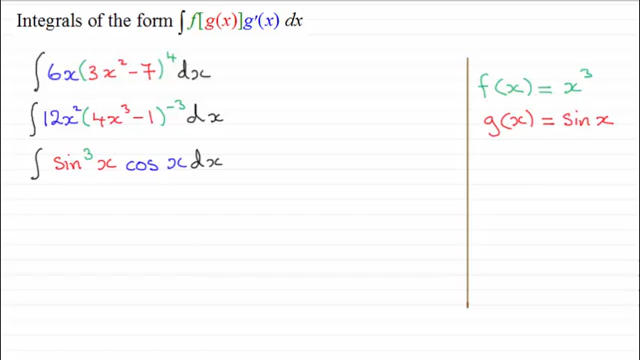 Integrals of the form ∫ f[g(x)]g′(x) dx
∫ 6x(3x² − 7)⁴ dx
∫ 12x²(4x³ − 1)⁻³ dx
∫ sin³ x cos x dx
f(x) = x³
g(x) = sin x